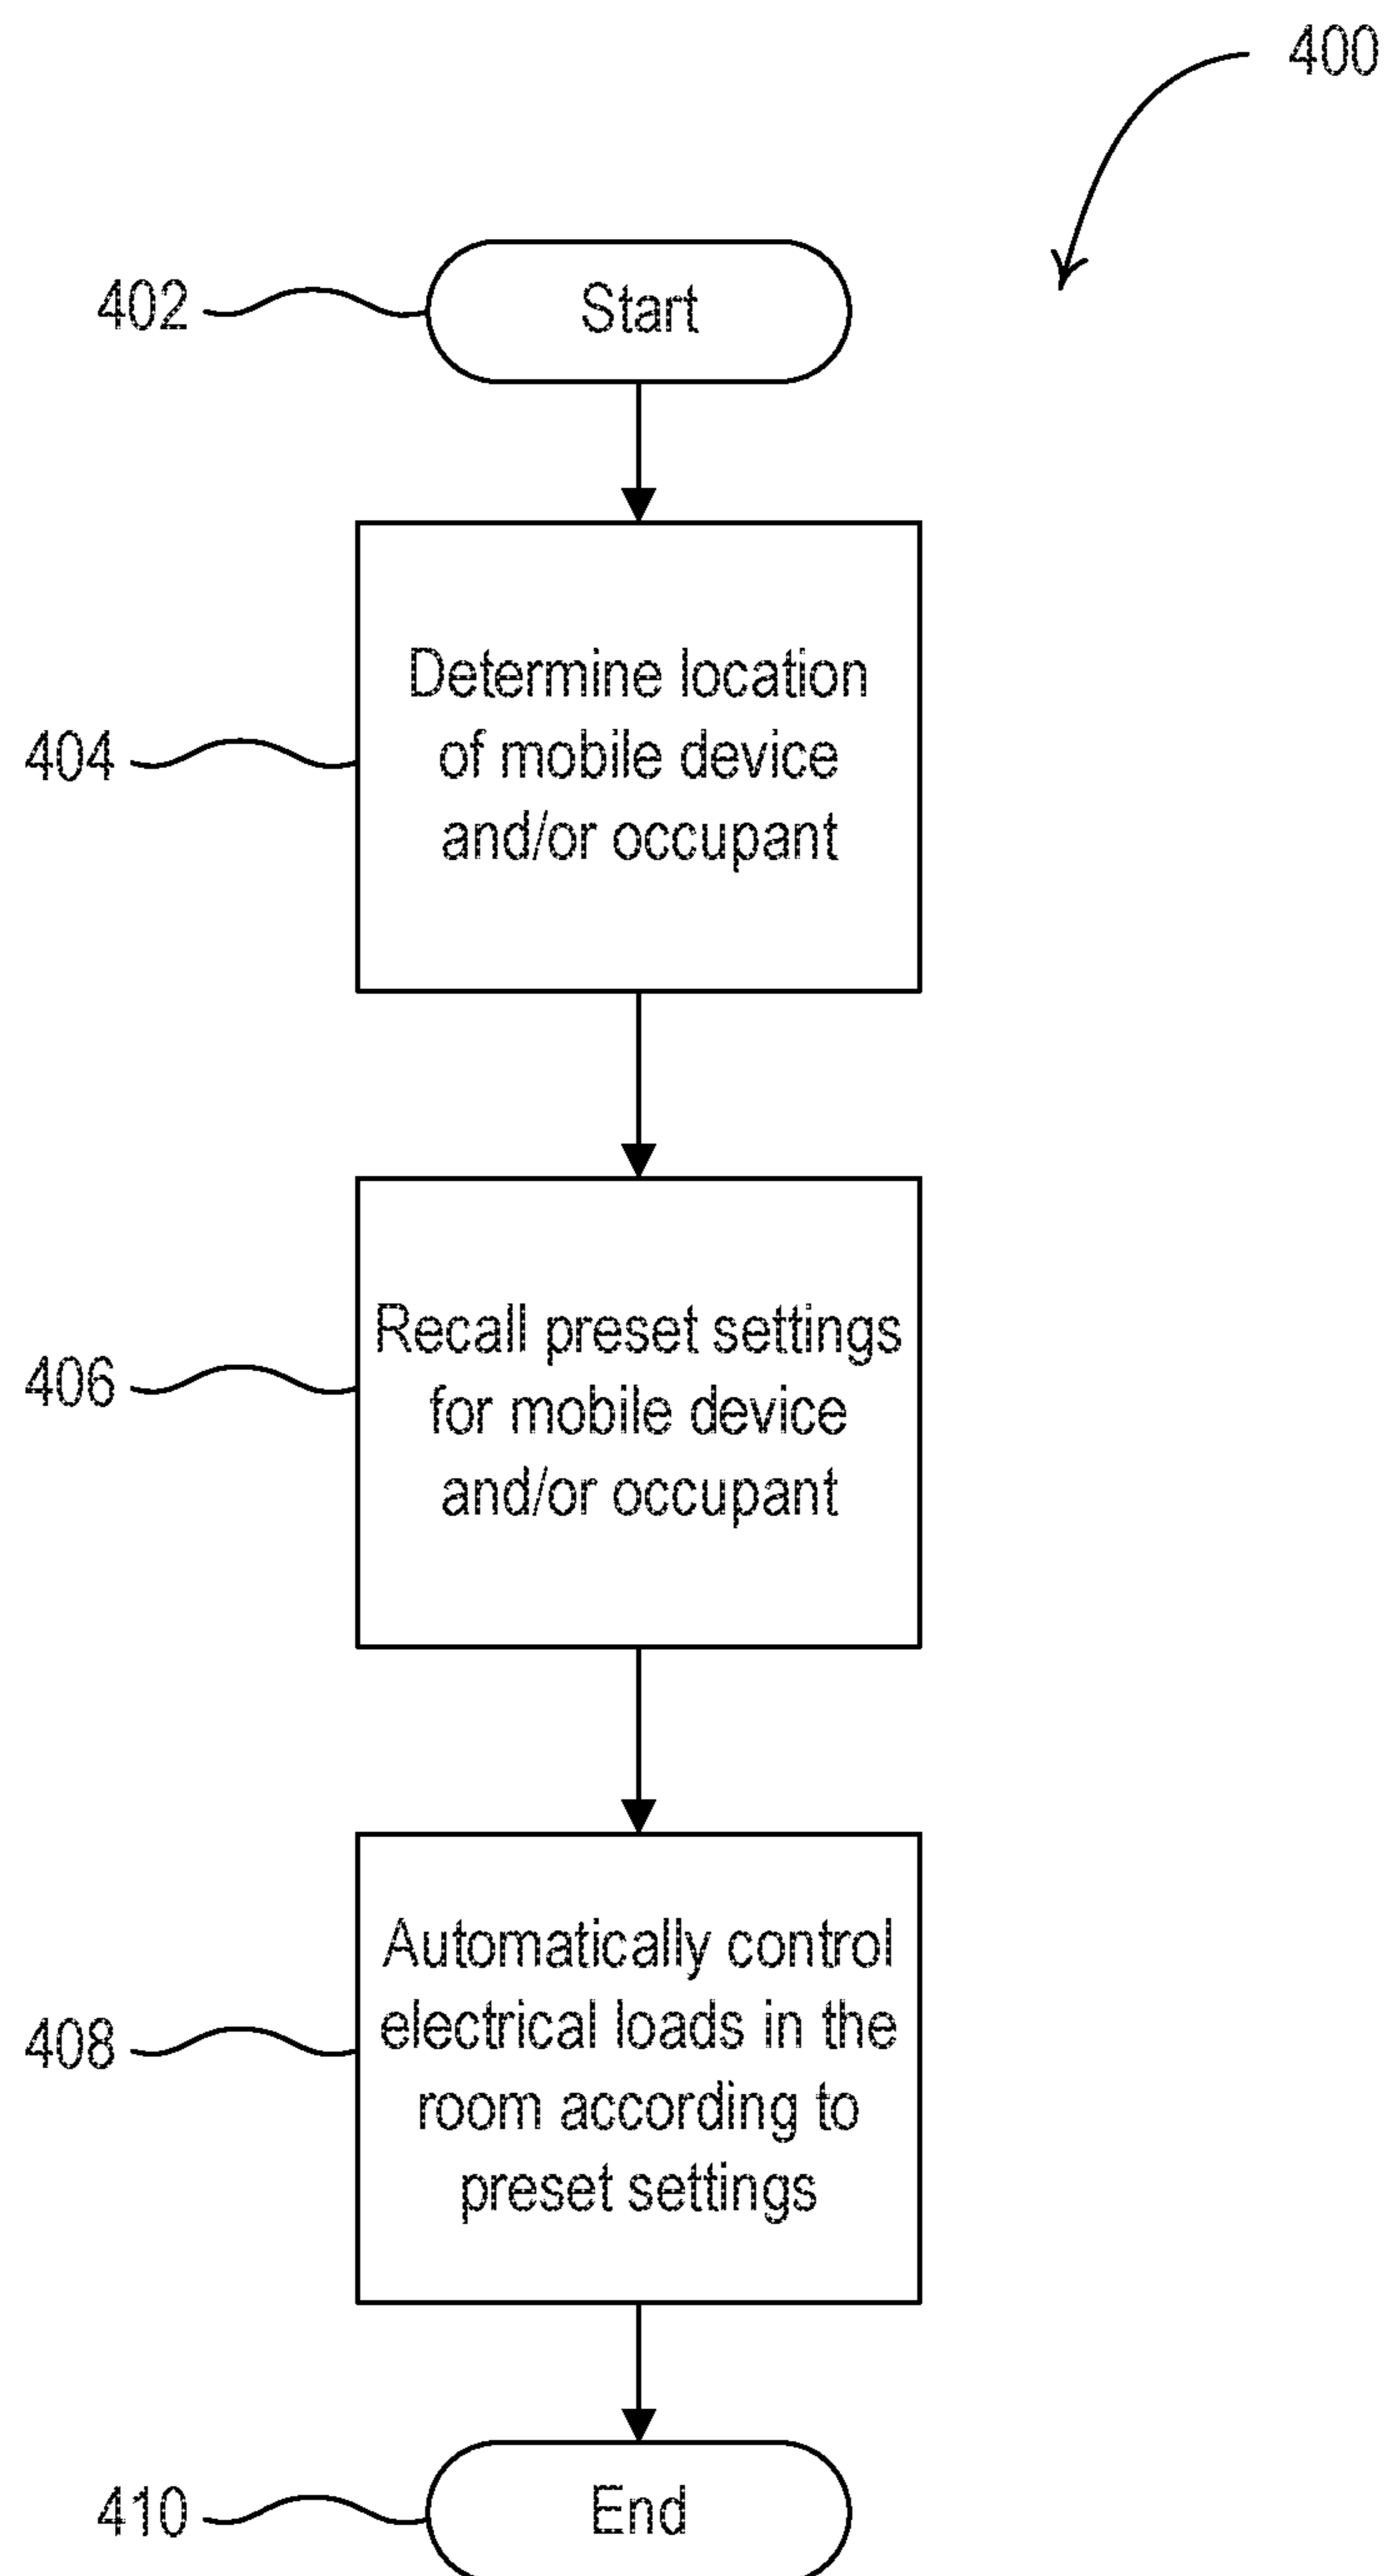 400
402
Start
404
Determine location
of mobile device
and/or occupant
406
Recall preset settings
for mobile device
and/or occupant
408
Automatically control
electrical loads in the
room according to
preset settings
410
End